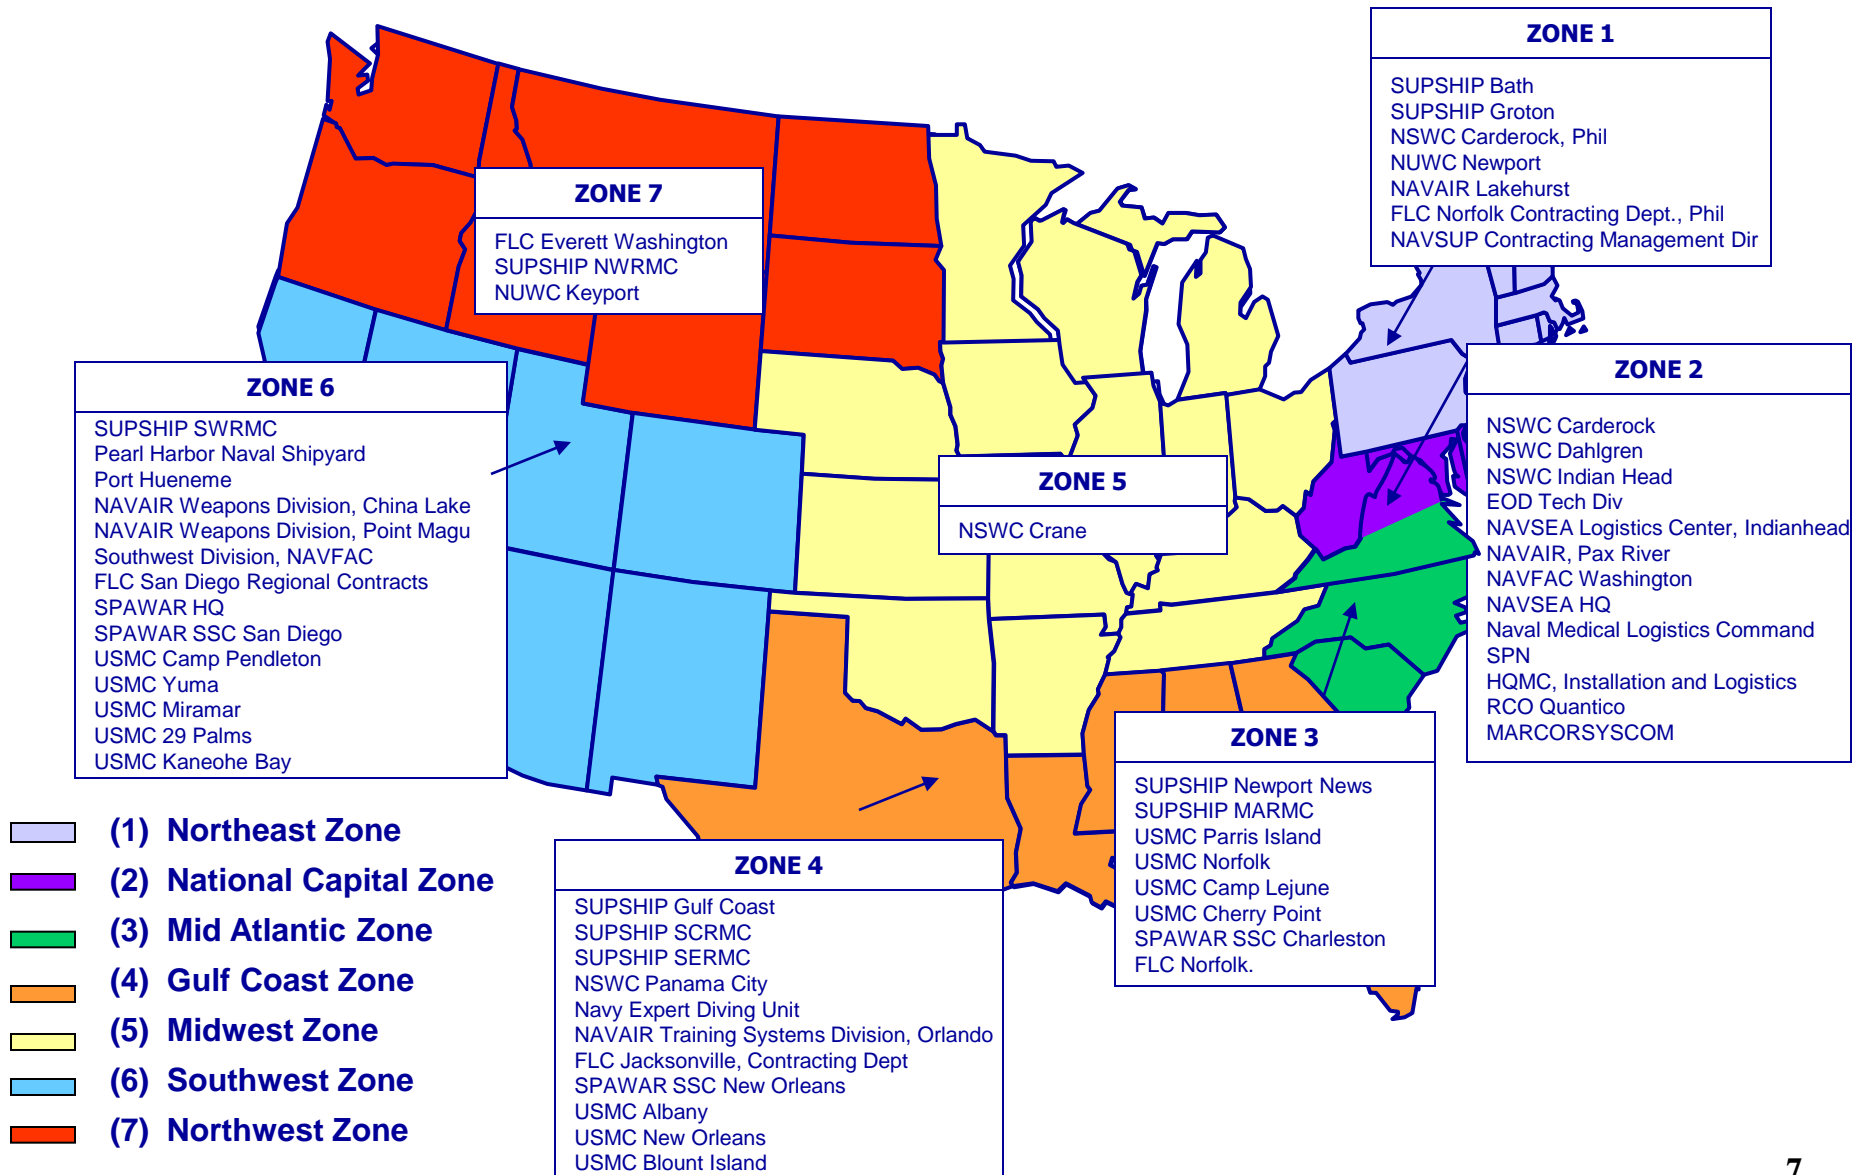 ZONE 1
SUPSHIP Bath
SUPSHIP Groton
NSWC Carderock, Phil
NUWC Newport
NAVAIR Lakehurst
FLC Norfolk Contracting Dept., Phil
NAVSUP Contracting Management Dir
ZONE 7
FLC Everett Washington
SUPSHIP NWRMC
NUWC Keyport
ZONE 2
NSWC Carderock
NSWC Dahlgren
NSWC Indian Head
EOD Tech Div
NAVSEA Logistics Center, Indianhead
NAVAIR, Pax River
NAVFAC Washington
NAVSEA HQ
Naval Medical Logistics Command
SPN
HQMC, Installation and Logistics
RCO Quantico
MARCORSYSCOM
ZONE 6
SUPSHIP SWRMC
Pearl Harbor Naval Shipyard
Port Hueneme
NAVAIR Weapons Division, China Lake
NAVAIR Weapons Division, Point Magu
Southwest Division, NAVFAC
FLC San Diego Regional Contracts
SPAWAR HQ
SPAWAR SSC San Diego
USMC Camp Pendleton
USMC Yuma
USMC Miramar
USMC 29 Palms
USMC Kaneohe Bay
ZONE 5
NSWC Crane
ZONE 3
SUPSHIP Newport News
SUPSHIP MARMC
USMC Parris Island
USMC Norfolk
USMC Camp Lejune
USMC Cherry Point
SPAWAR SSC Charleston
FLC Norfolk.
ZONE 4
SUPSHIP Gulf Coast
SUPSHIP SCRMC
SUPSHIP SERMC
NSWC Panama City
Navy Expert Diving Unit
NAVAIR Training Systems Division, Orlando
FLC Jacksonville, Contracting Dept
SPAWAR SSC New Orleans
USMC Albany
USMC New Orleans
USMC Blount Island
(1) Northeast Zone
(2) National Capital Zone
(3) Mid Atlantic Zone
(4) Gulf Coast Zone
(5) Midwest Zone
(6) Southwest Zone
(7) Northwest Zone
7